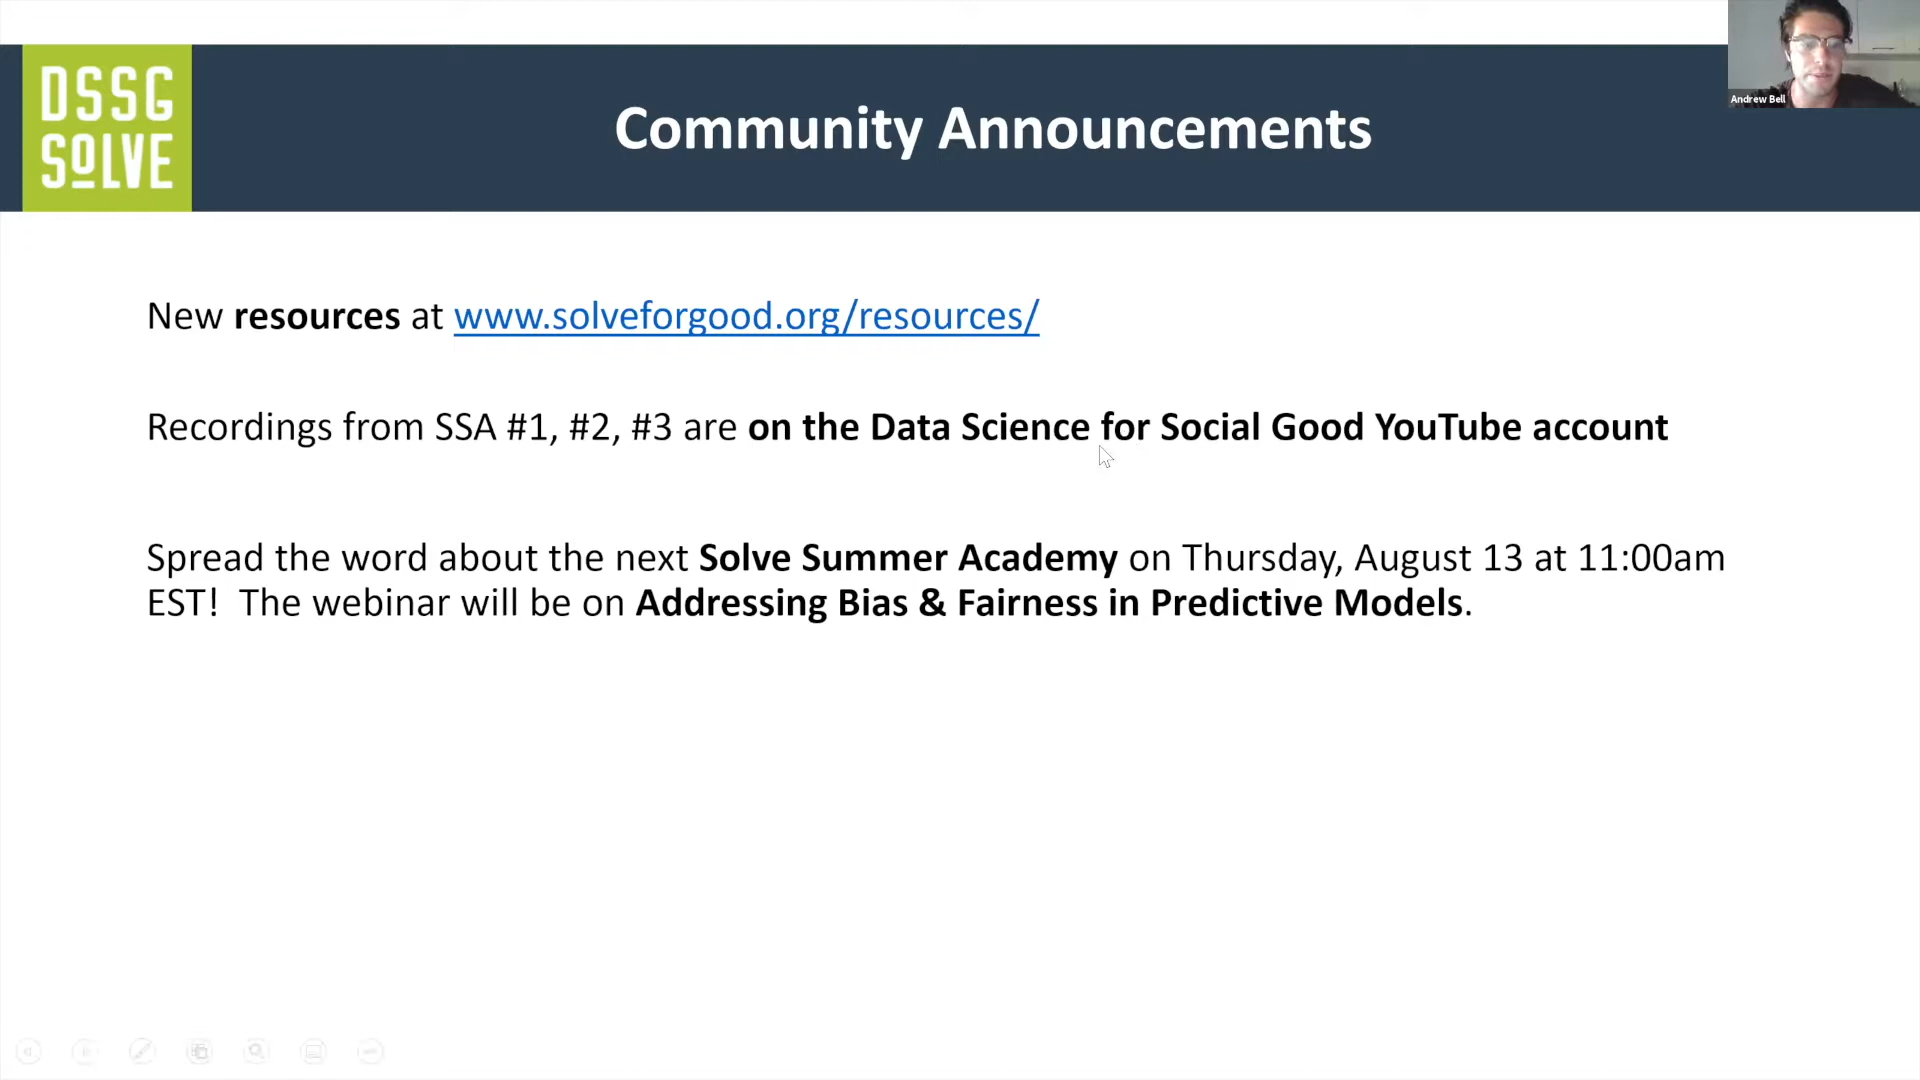 DSSG
SOLVE
Community Announcements
Andrew Bell
New resources at www.solveforgood.org/resources/
Recordings from SSA #1, #2, #3 are on the Data Science for Social Good YouTube account
Spread the word about the next Solve Summer Academy on Thursday, August 13 at 11:00am
EST! The webinar will be on Addressing Bias & Fairness in Predictive Models.